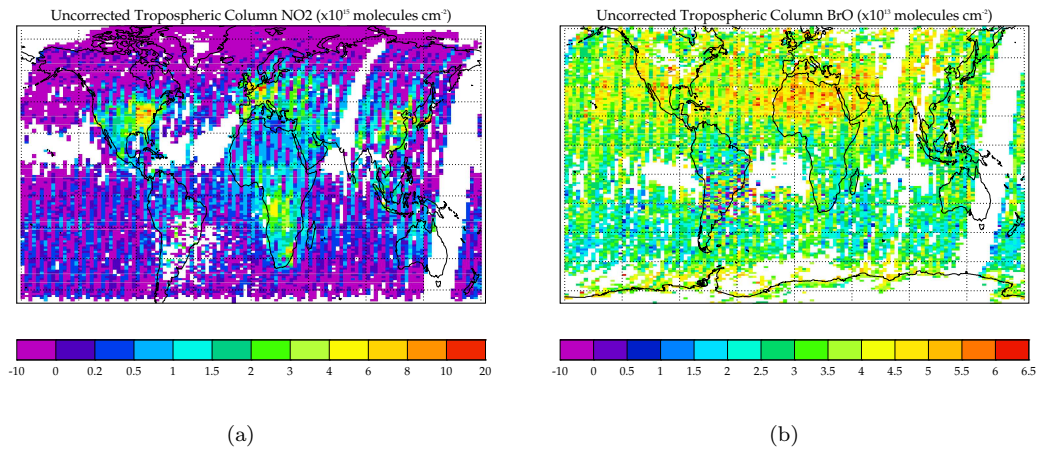 Uncorrected Tropospheric Column NO2 (x10¹⁵ molecules cm⁻²)
Uncorrected Tropospheric Column BrO (x10¹³ molecules cm⁻²)
-10 0 0.2 0.5 1 1.5 2 3 4 6 8 10 20
-10 0 0.5 1 1.5 2 2.5 3 3.5 4 4.5 5 5.5 6 6.5
(a)
(b)